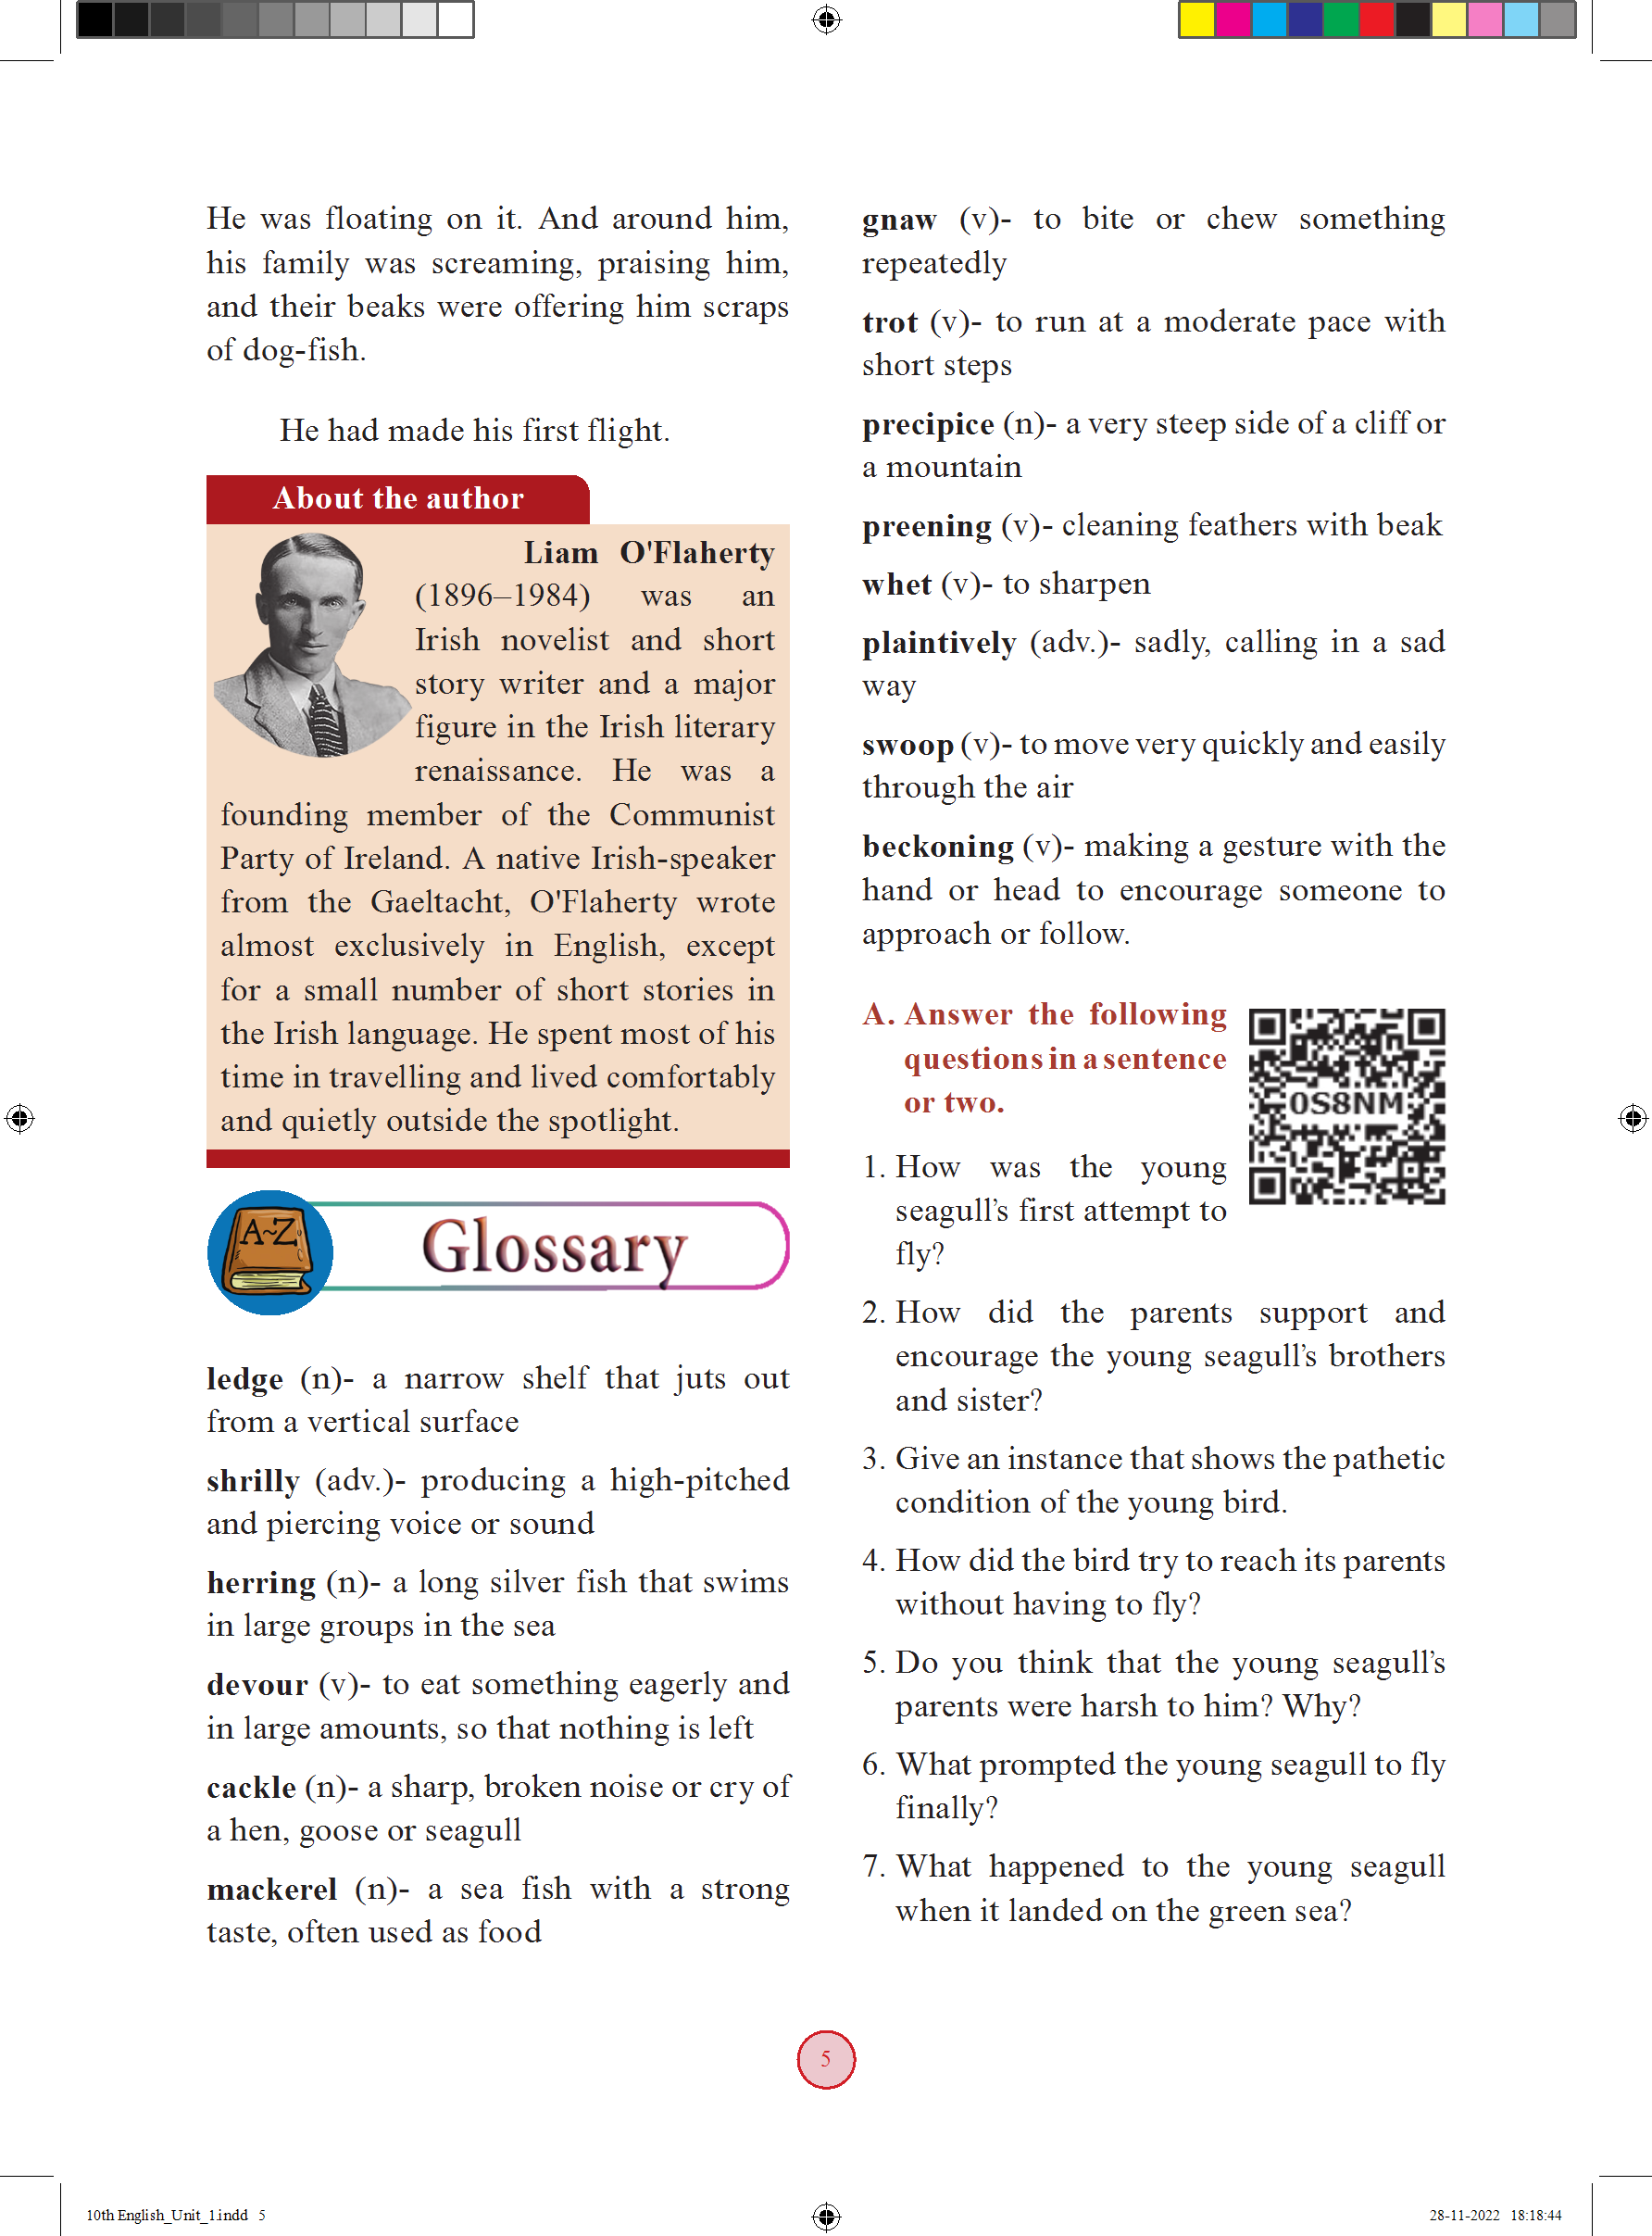 He was floating on it. And around him,
his family was screaming, praising him,
and their beaks were offering him scraps
of dog-fish.
He had made his first flight.
About the author
Liam O'Flaherty
(1896–1984) was an
Irish novelist and short
story writer and a major
figure in the Irish literary
renaissance. He was a
founding member of the Communist
Party of Ireland. A native Irish-speaker
from the Gaeltacht, O'Flaherty wrote
almost exclusively in English, except
for a small number of short stories in
the Irish language. He spent most of his
time in travelling and lived comfortably
and quietly outside the spotlight.
A~Z
Glossary
ledge (n)- a narrow shelf that juts out
from a vertical surface
shrilly (adv.)- producing a high-pitched
and piercing voice or sound
herring (n)- a long silver fish that swims
in large groups in the sea
devour (v)- to eat something eagerly and
in large amounts, so that nothing is left
cackle (n)- a sharp, broken noise or cry of
a hen, goose or seagull
mackerel (n)- a sea fish with a strong
taste, often used as food
gnaw (v)- to bite or chew something
repeatedly
trot (v)- to run at a moderate pace with
short steps
precipice (n)- a very steep side of a cliff or
a mountain
preening (v)- cleaning feathers with beak
whet (v)- to sharpen
plaintively (adv.)- sadly, calling in a sad
way
swoop (v)- to move very quickly and easily
through the air
beckoning (v)- making a gesture with the
hand or head to encourage someone to
approach or follow.
A. Answer the following
questions in a sentence
or two.
0S8NM
1. How was the young
seagull’s first attempt to
fly?
2. How did the parents support and
encourage the young seagull’s brothers
and sister?
3. Give an instance that shows the pathetic
condition of the young bird.
4. How did the bird try to reach its parents
without having to fly?
5. Do you think that the young seagull’s
parents were harsh to him? Why?
6. What prompted the young seagull to fly
finally?
7. What happened to the young seagull
when it landed on the green sea?
5
10th English_Unit_1.indd 5
28-11-2022 18:18:44